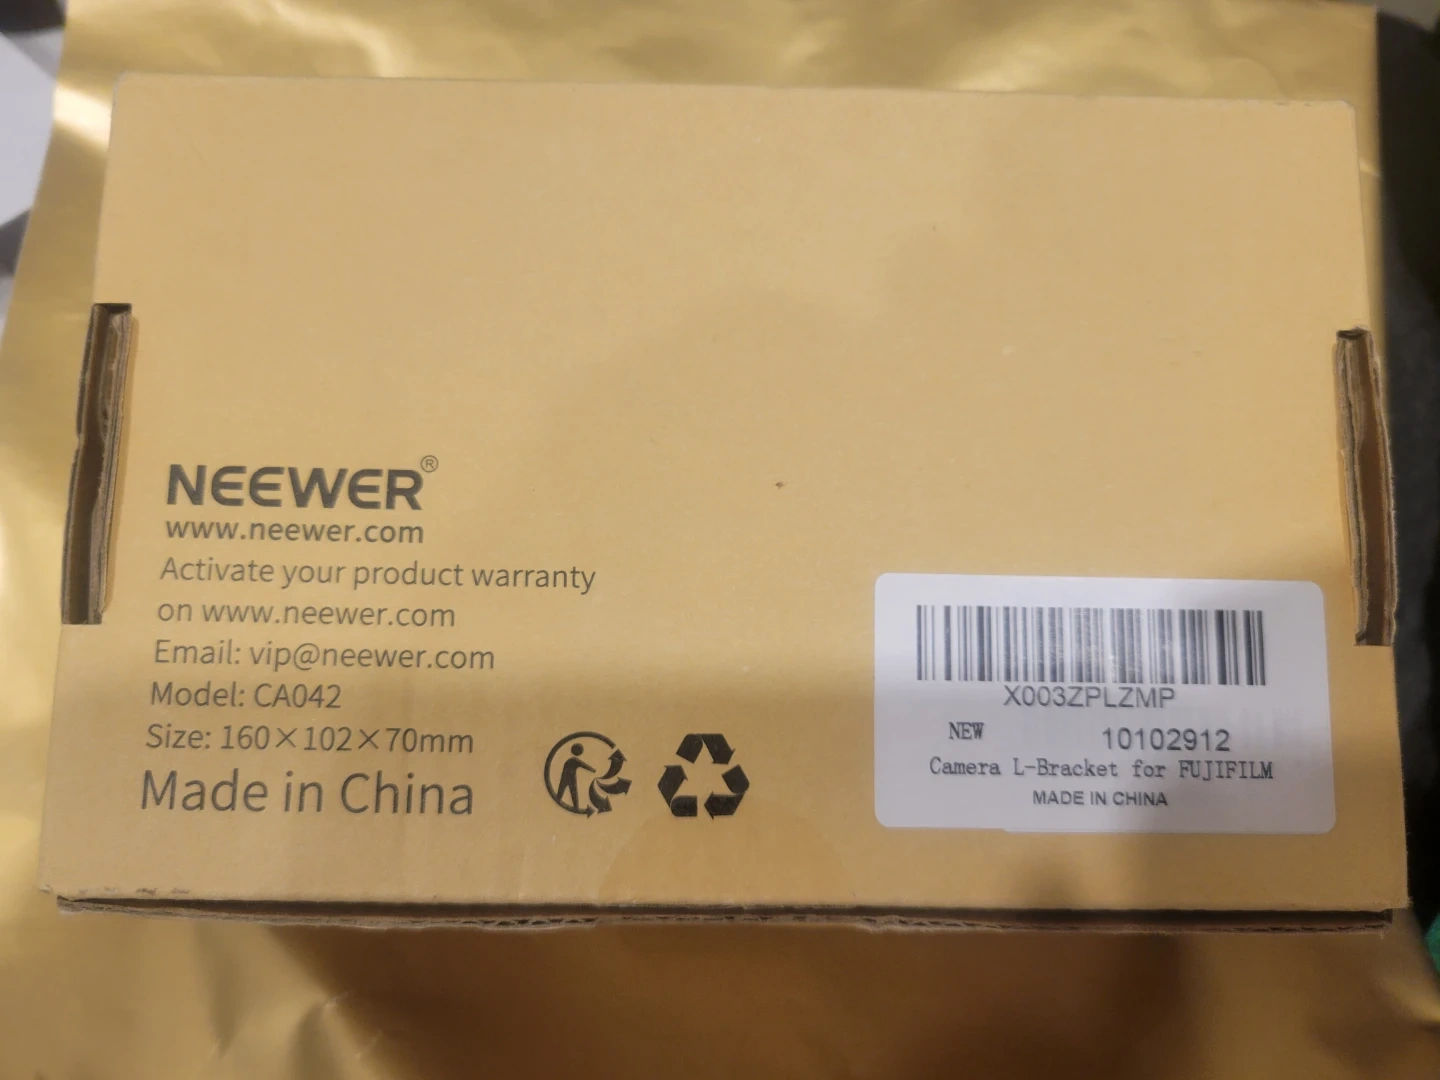 NEEWER®
www.neewer.com
Activate your product warranty
on www.neewer.com
Email: vip@neewer.com
Model: CA042
Size: 160×102×70mm
Made in China
X003ZPLZMP
NEW 10102912
Camera L-Bracket for FUJIFILM
MADE IN CHINA